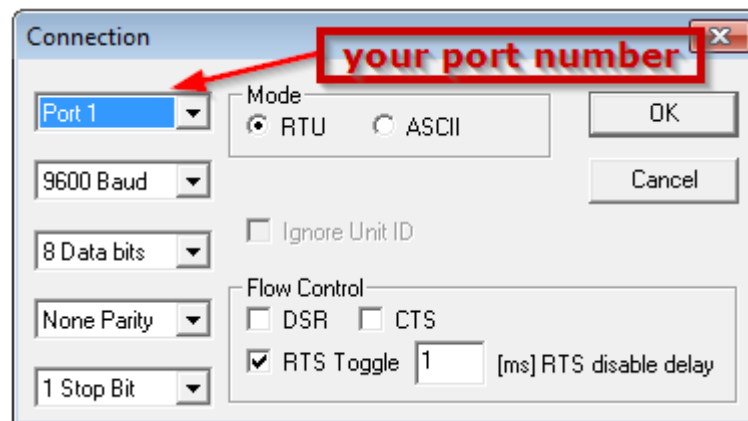 Connection
your port number
Port 1
Mode
RTU
ASCII
OK
9600 Baud
Cancel
8 Data bits
Ignore Unit ID
None Parity
Flow Control
DSR
CTS
RTS Toggle 1 [ms] RTS disable delay
1 Stop Bit